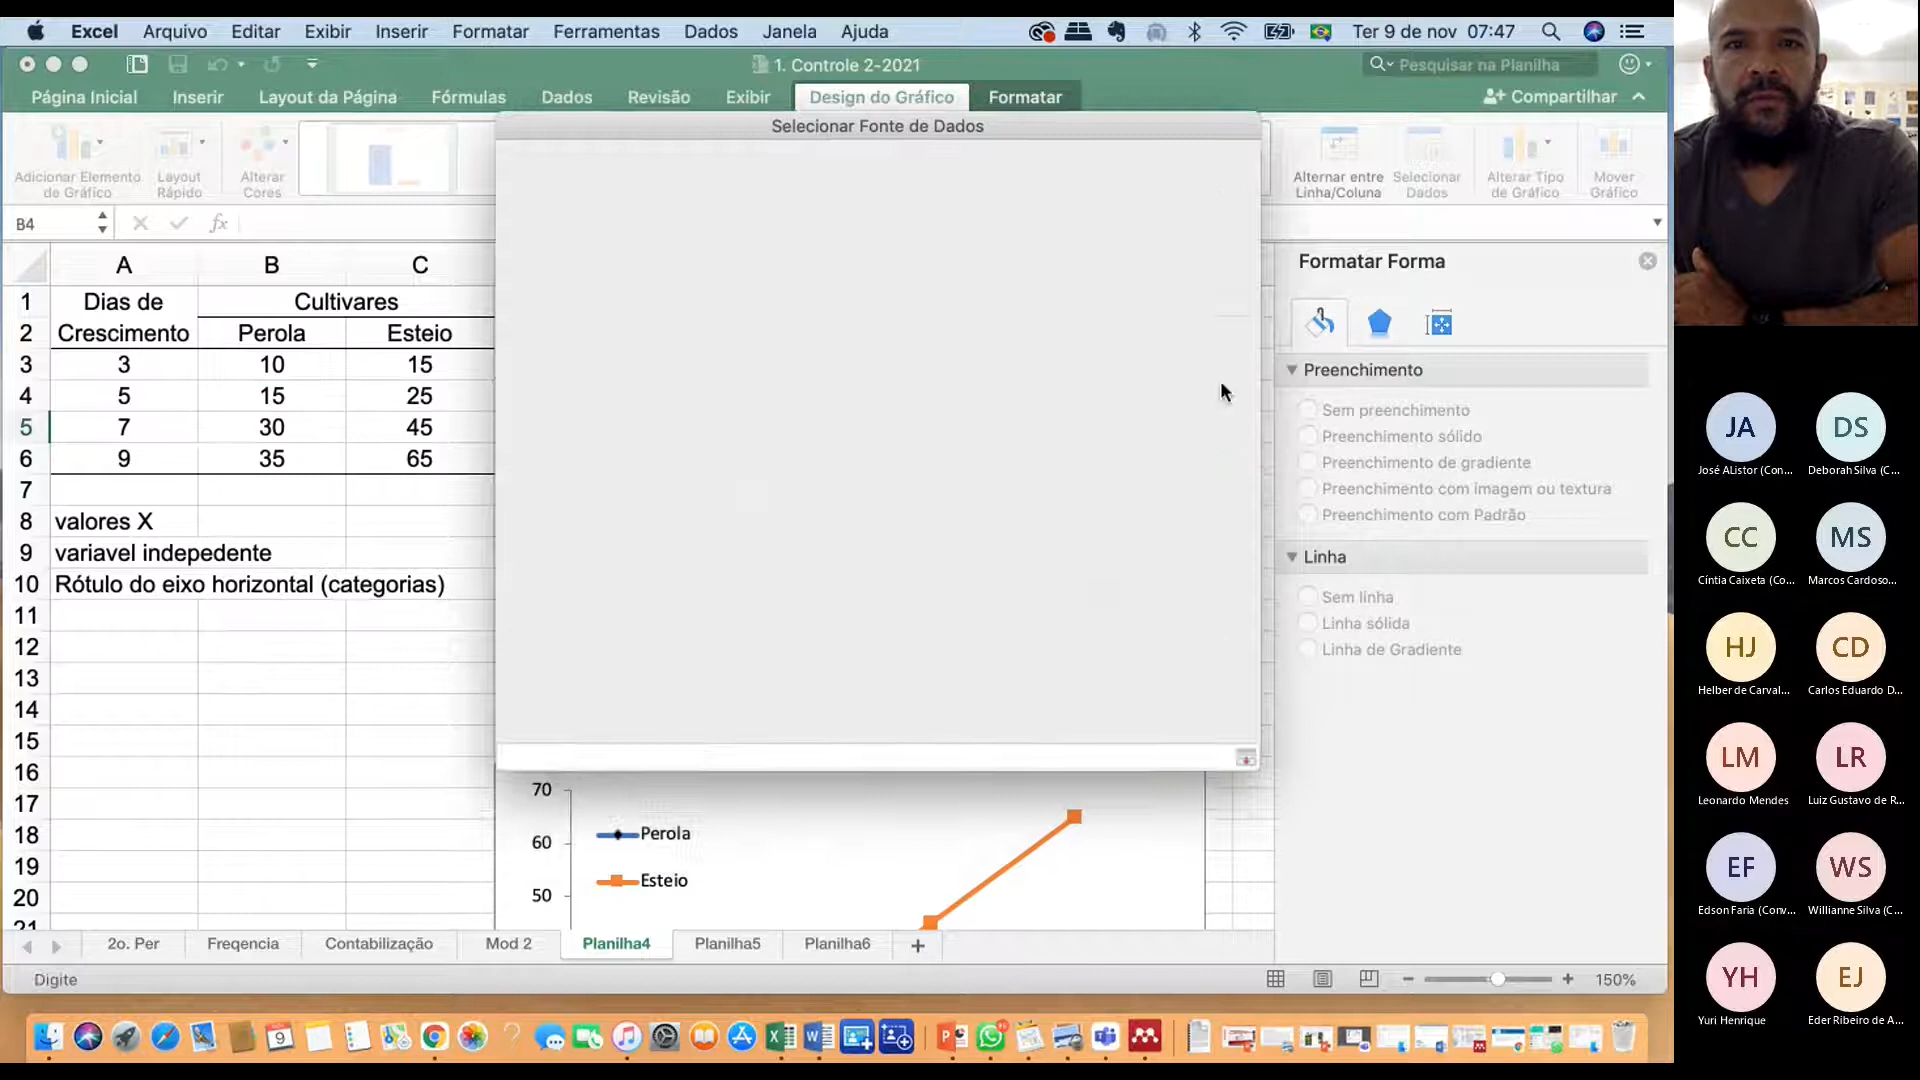 Excel Arquivo Editar Exibir Inserir Formatar Ferramentas Dados Janela Ajuda Ter 9 de nov 07:47
1. Controle 2-2021 Pesquisar na Planilha
Página Inicial Inserir Layout da Página Fórmulas Dados Revisão Exibir Design do Gráfico Formatar Compartilhar
Selecionar Fonte de Dados
Adicionar Elemento de Gráfico
Layout Rápido
Alterar Cores
Alternar entre Linha/Coluna
Selecionar Dados
Alterar Tipo de Gráfico
Mover Gráfico
B4 fx
A B C
1 Dias de Cultivares
2 Crescimento Perola Esteio
3 3 10 15
4 5 15 25
5 7 30 45
6 9 35 65
7
8 valores X
9 variavel indepedente
10 Rótulo do eixo horizontal (categorias)
11
12
13
14
15
16
17
18
19
20
21
70
60
50
Perola
Esteio
Formatar Forma
Preenchimento
Sem preenchimento
Preenchimento sólido
Preenchimento de gradiente
Preenchimento com imagem ou textura
Preenchimento com Padrão
Linha
Sem linha
Linha sólida
Linha de Gradiente
2o. Per Freqencia Contabilização Mod 2 Planilha4 Planilha5 Planilha6 +
Digite 150%
9
JA DS
José AListor (Con... Deborah Silva (C...
CC MS
Cíntia Caixeta (Co... Marcos Cardoso...
HJ CD
Helber de Carval... Carlos Eduardo D...
LM LR
Leonardo Mendes Luiz Gustavo de R...
EF WS
Edson Faria (Conv... Willianne Silva (C...
YH EJ
Yuri Henrique Eder Ribeiro de A...